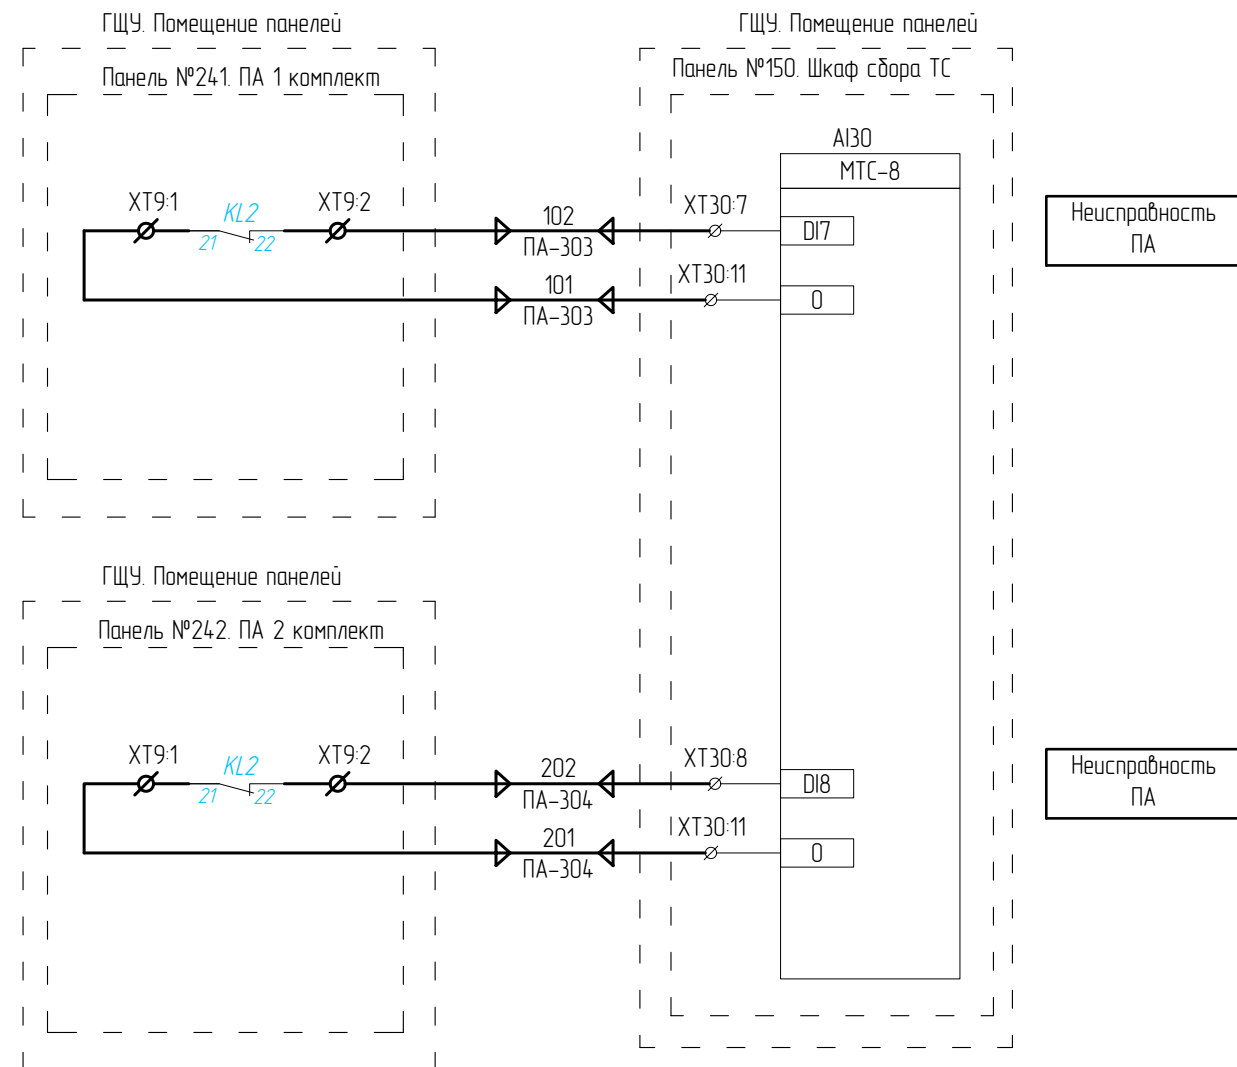 ГЩУ. Помещение панелей
Панель №241. ПА 1 комплект
XT9:1
KL2
21
22
XT9:2
102
ПА-303
101
ПА-303
ГЩУ. Помещение панелей
Панель №150. Шкаф сбора ТС
A130
МТС-8
XT30:7
DI7
XT30:11
0
Неисправность
ПА
ГЩУ. Помещение панелей
Панель №242. ПА 2 комплект
XT9:1
KL2
21
22
XT9:2
202
ПА-304
201
ПА-304
XT30:8
DI8
XT30:11
0
Неисправность
ПА